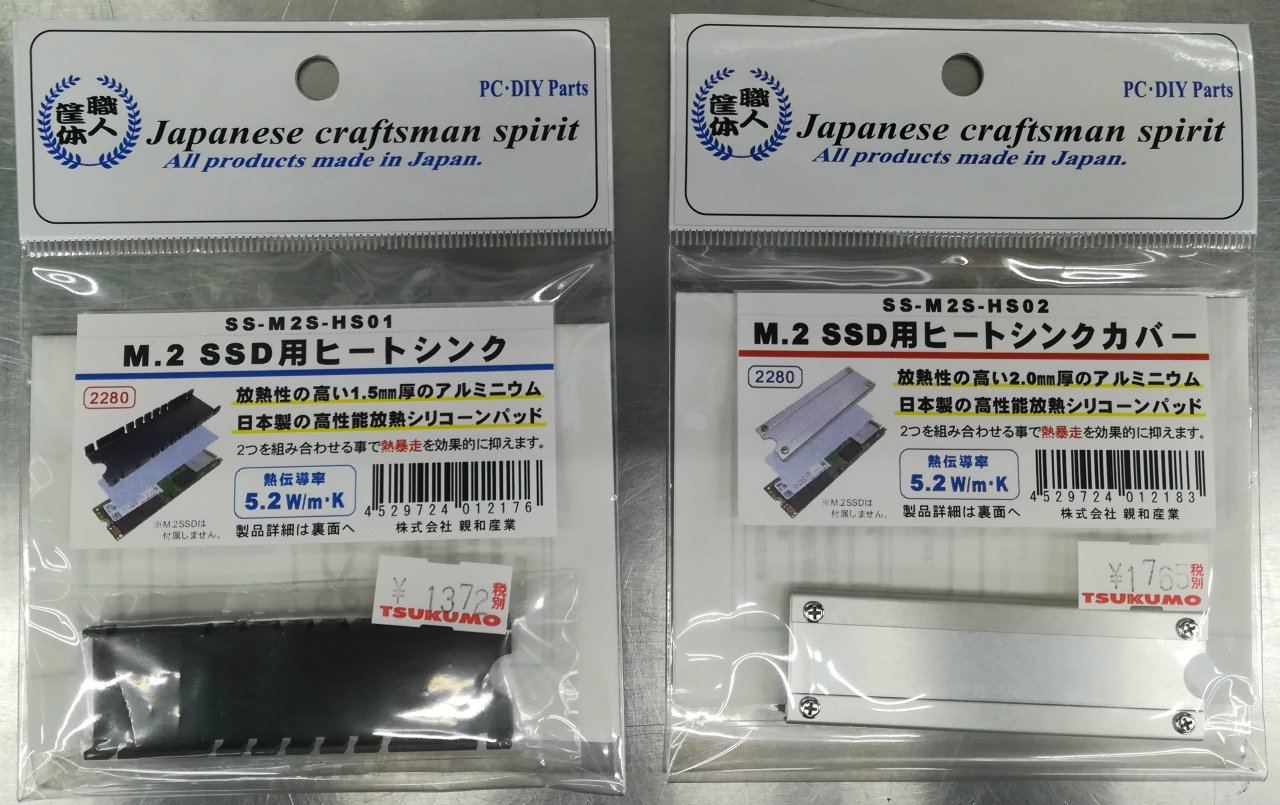 職人
筐体
PC・DIY Parts
Japanese craftsman spirit
All products made in Japan.
SS-M2S-HS01
M.2 SSD用ヒートシンク
2280
放熱性の高い1.5mm厚のアルミニウム
日本製の高性能放熱シリコーンパッド
2つを組み合わせる事で熱暴走を効果的に抑えます。
熱伝導率
5.2W/m・K
4 529724 012176
※M.2SSDは
付属しません。
製品詳細は裏面へ
株式会社 親和産業
¥1372 税別
TSUKUMO
職人
筐体
PC・DIY Parts
Japanese craftsman spirit
All products made in Japan.
SS-M2S-HS02
M.2 SSD用ヒートシンクカバー
2280
放熱性の高い2.0mm厚のアルミニウム
日本製の高性能放熱シリコーンパッド
2つを組み合わせる事で熱暴走を効果的に抑えます。
熱伝導率
5.2W/m・K
4 529724 012183
※M.2SSDは
付属しません。
製品詳細は裏面へ
株式会社 親和産業
¥1765 税別
TSUKUMO